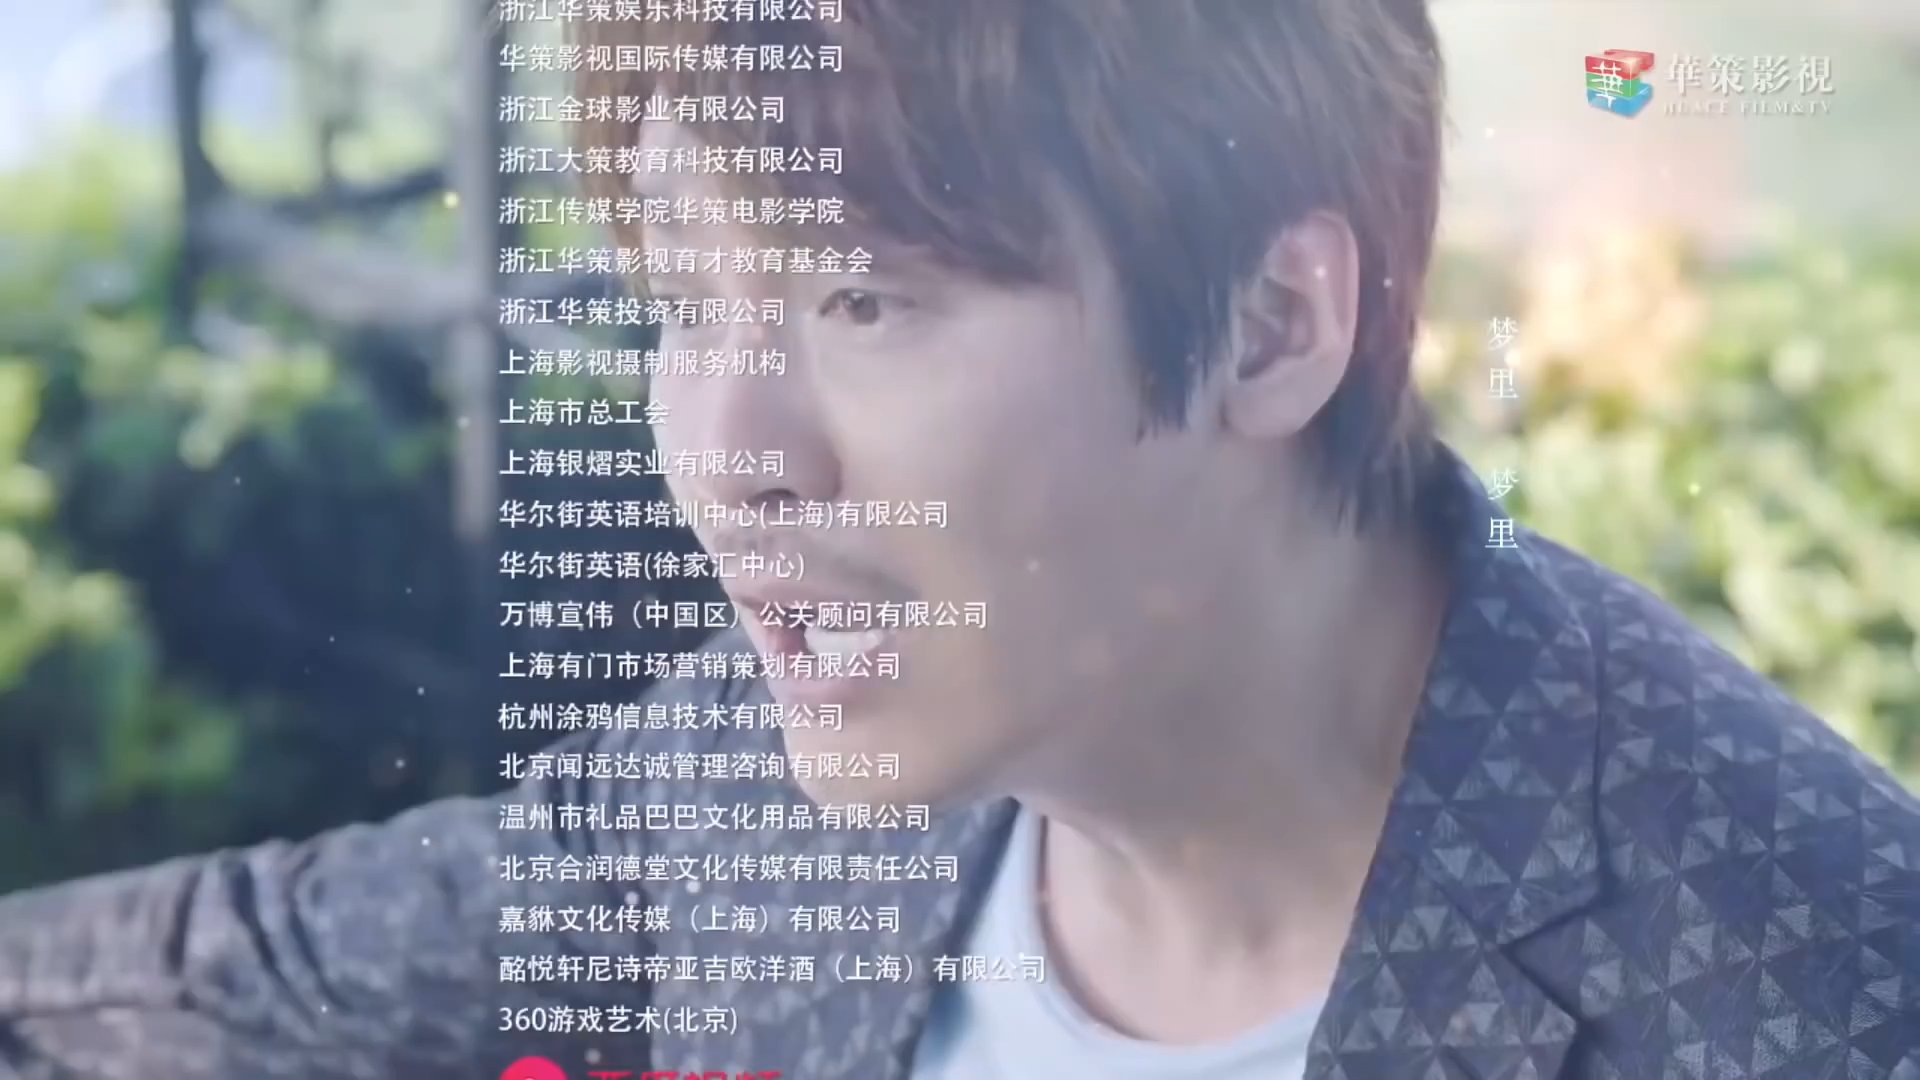 浙江华策娱乐科技有限公司
华策影视国际传媒有限公司
浙江金球影业有限公司
浙江大策教育科技有限公司
浙江传媒学院华策电影学院
浙江华策影视育才教育基金会
浙江华策投资有限公司
上海影视摄制服务机构
上海市总工会
上海银熠实业有限公司
华尔街英语培训中心(上海)有限公司
华尔街英语(徐家汇中心)
万博宣伟（中国区）公关顾问有限公司
上海有门市场营销策划有限公司
杭州涂鸦信息技术有限公司
北京闻远达诚管理咨询有限公司
温州市礼品巴巴文化用品有限公司
北京合润德堂文化传媒有限责任公司
嘉貅文化传媒（上海）有限公司
酩悦轩尼诗帝亚吉欧洋酒（上海）有限公司
360游戏艺术(北京)
華策影視
HUACE FILM&TV
梦里 梦里